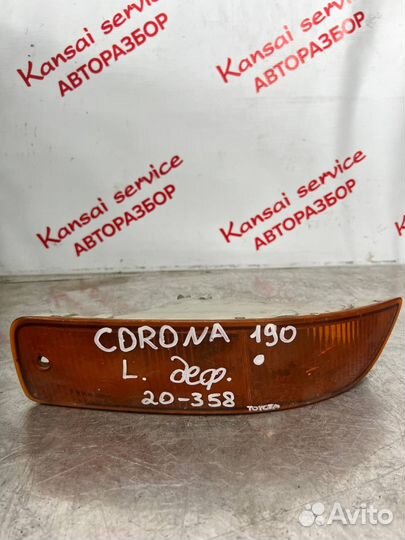 Kansai service
АВТОРАЗБОР
Kansai service
АВТОРАЗБОР
Kansai service
АВТОРАЗБОР
Kansai service
АВТОРАЗБОР
CORONA 190
L. деф.
20-358
TOYOTA
Avito